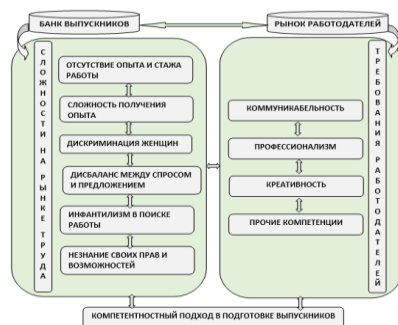 БАНК ВЫПУСКНИКОВ
РЫНОК РАБОТОДАТЕЛЕЙ
СЛОЖНОСТИ НА РЫНКЕ ТРУДА
ОТСУТСТВИЕ ОПЫТА И СТАЖА
РАБОТЫ
СЛОЖНОСТЬ ПОЛУЧЕНИЯ
ОПЫТА
ДИСКРИМИНАЦИЯ ЖЕНЩИН
ДИСБАЛАНС МЕЖДУ СПРОСОМ
И ПРЕДЛОЖЕНИЕМ
ИНФАНТИЛИЗМ В ПОИСКЕ
РАБОТЫ
НЕЗНАНИЕ СВОИХ ПРАВ И
ВОЗМОЖНОСТЕЙ
КОММУНИКАБЕЛЬНОСТЬ
ПРОФЕССИОНАЛИЗМ
КРЕАТИВНОСТЬ
ПРОЧИЕ КОМПЕТЕНЦИИ
ТРЕБОВАНИЯ РАБОТОДАТЕЛЕЙ
КОМПЕТЕНТНОСТНЫЙ ПОДХОД В ПОДГОТОВКЕ ВЫПУСКНИКОВ